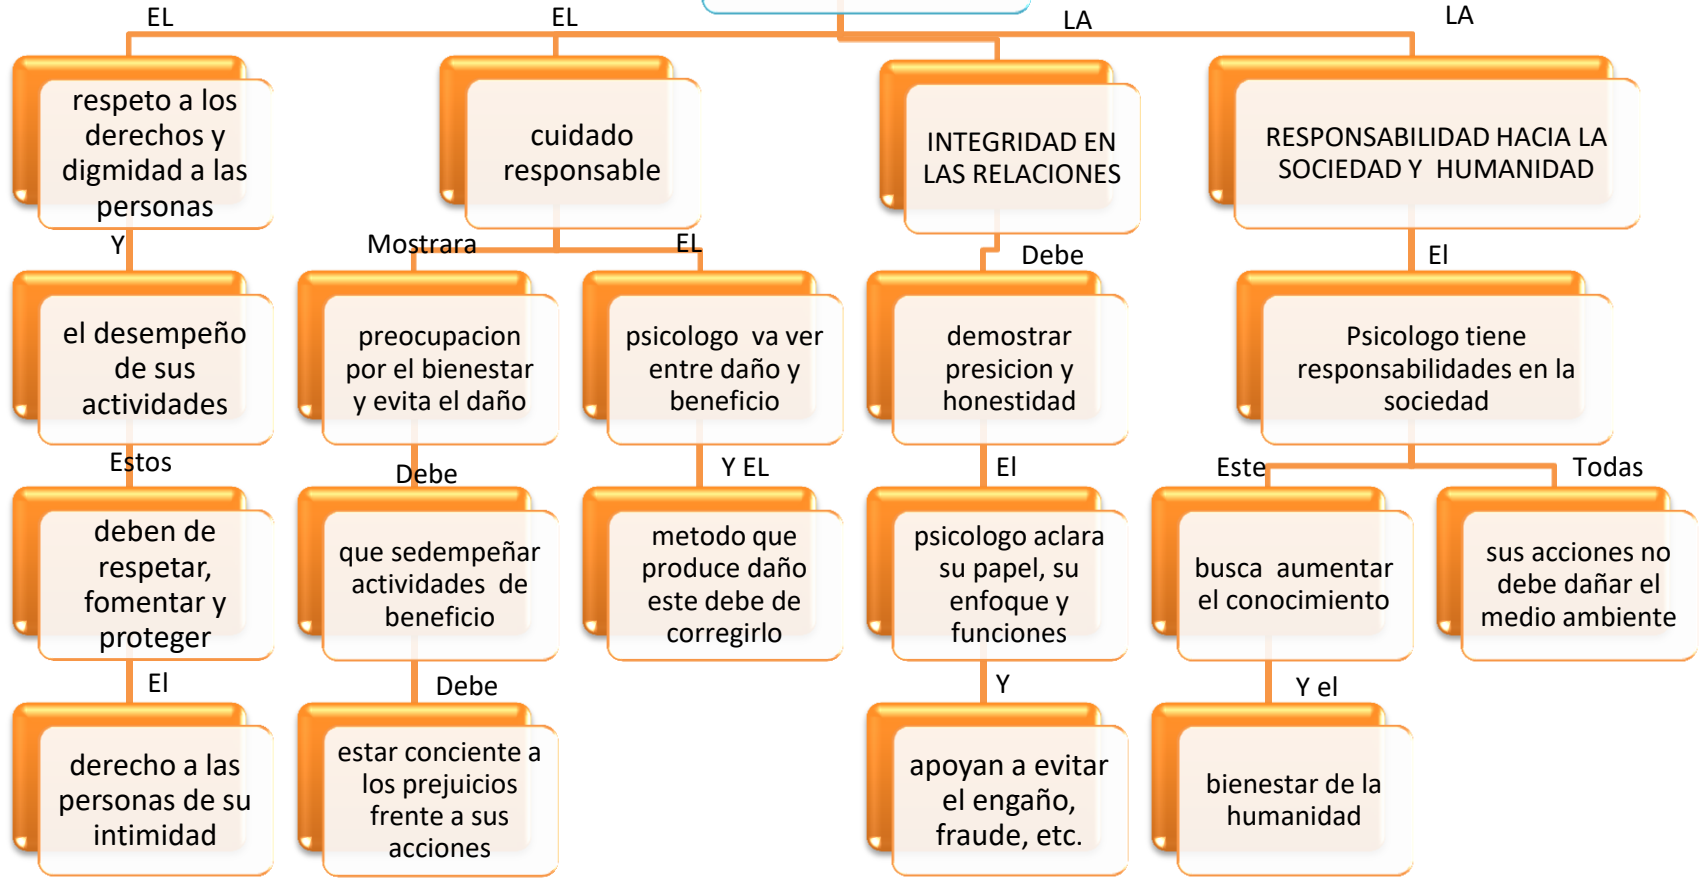 EL
EL
LA
LA
respeto a los
derechos y
digmidad a las
personas
cuidado
responsable
INTEGRIDAD EN
LAS RELACIONES
RESPONSABILIDAD HACIA LA
SOCIEDAD Y HUMANIDAD
Y
Mostrara
EL
Debe
El
el desempeño
de sus
actividades
preocupacion
por el bienestar
y evita el daño
psicologo va ver
entre daño y
beneficio
demostrar
presicion y
honestidad
Psicologo tiene
responsabilidades en la
sociedad
Estos
Debe
Y EL
El
Este
Todas
deben de
respetar,
fomentar y
proteger
que sedempeñar
actividades de
beneficio
metodo que
produce daño
este debe de
corregirlo
psicologo aclara
su papel, su
enfoque y
funciones
busca aumentar
el conocimiento
sus acciones no
debe dañar el
medio ambiente
El
Debe
Y
Y el
derecho a las
personas de su
intimidad
estar conciente a
los prejuicios
frente a sus
acciones
apoyan a evitar
el engaño,
fraude, etc.
bienestar de la
humanidad